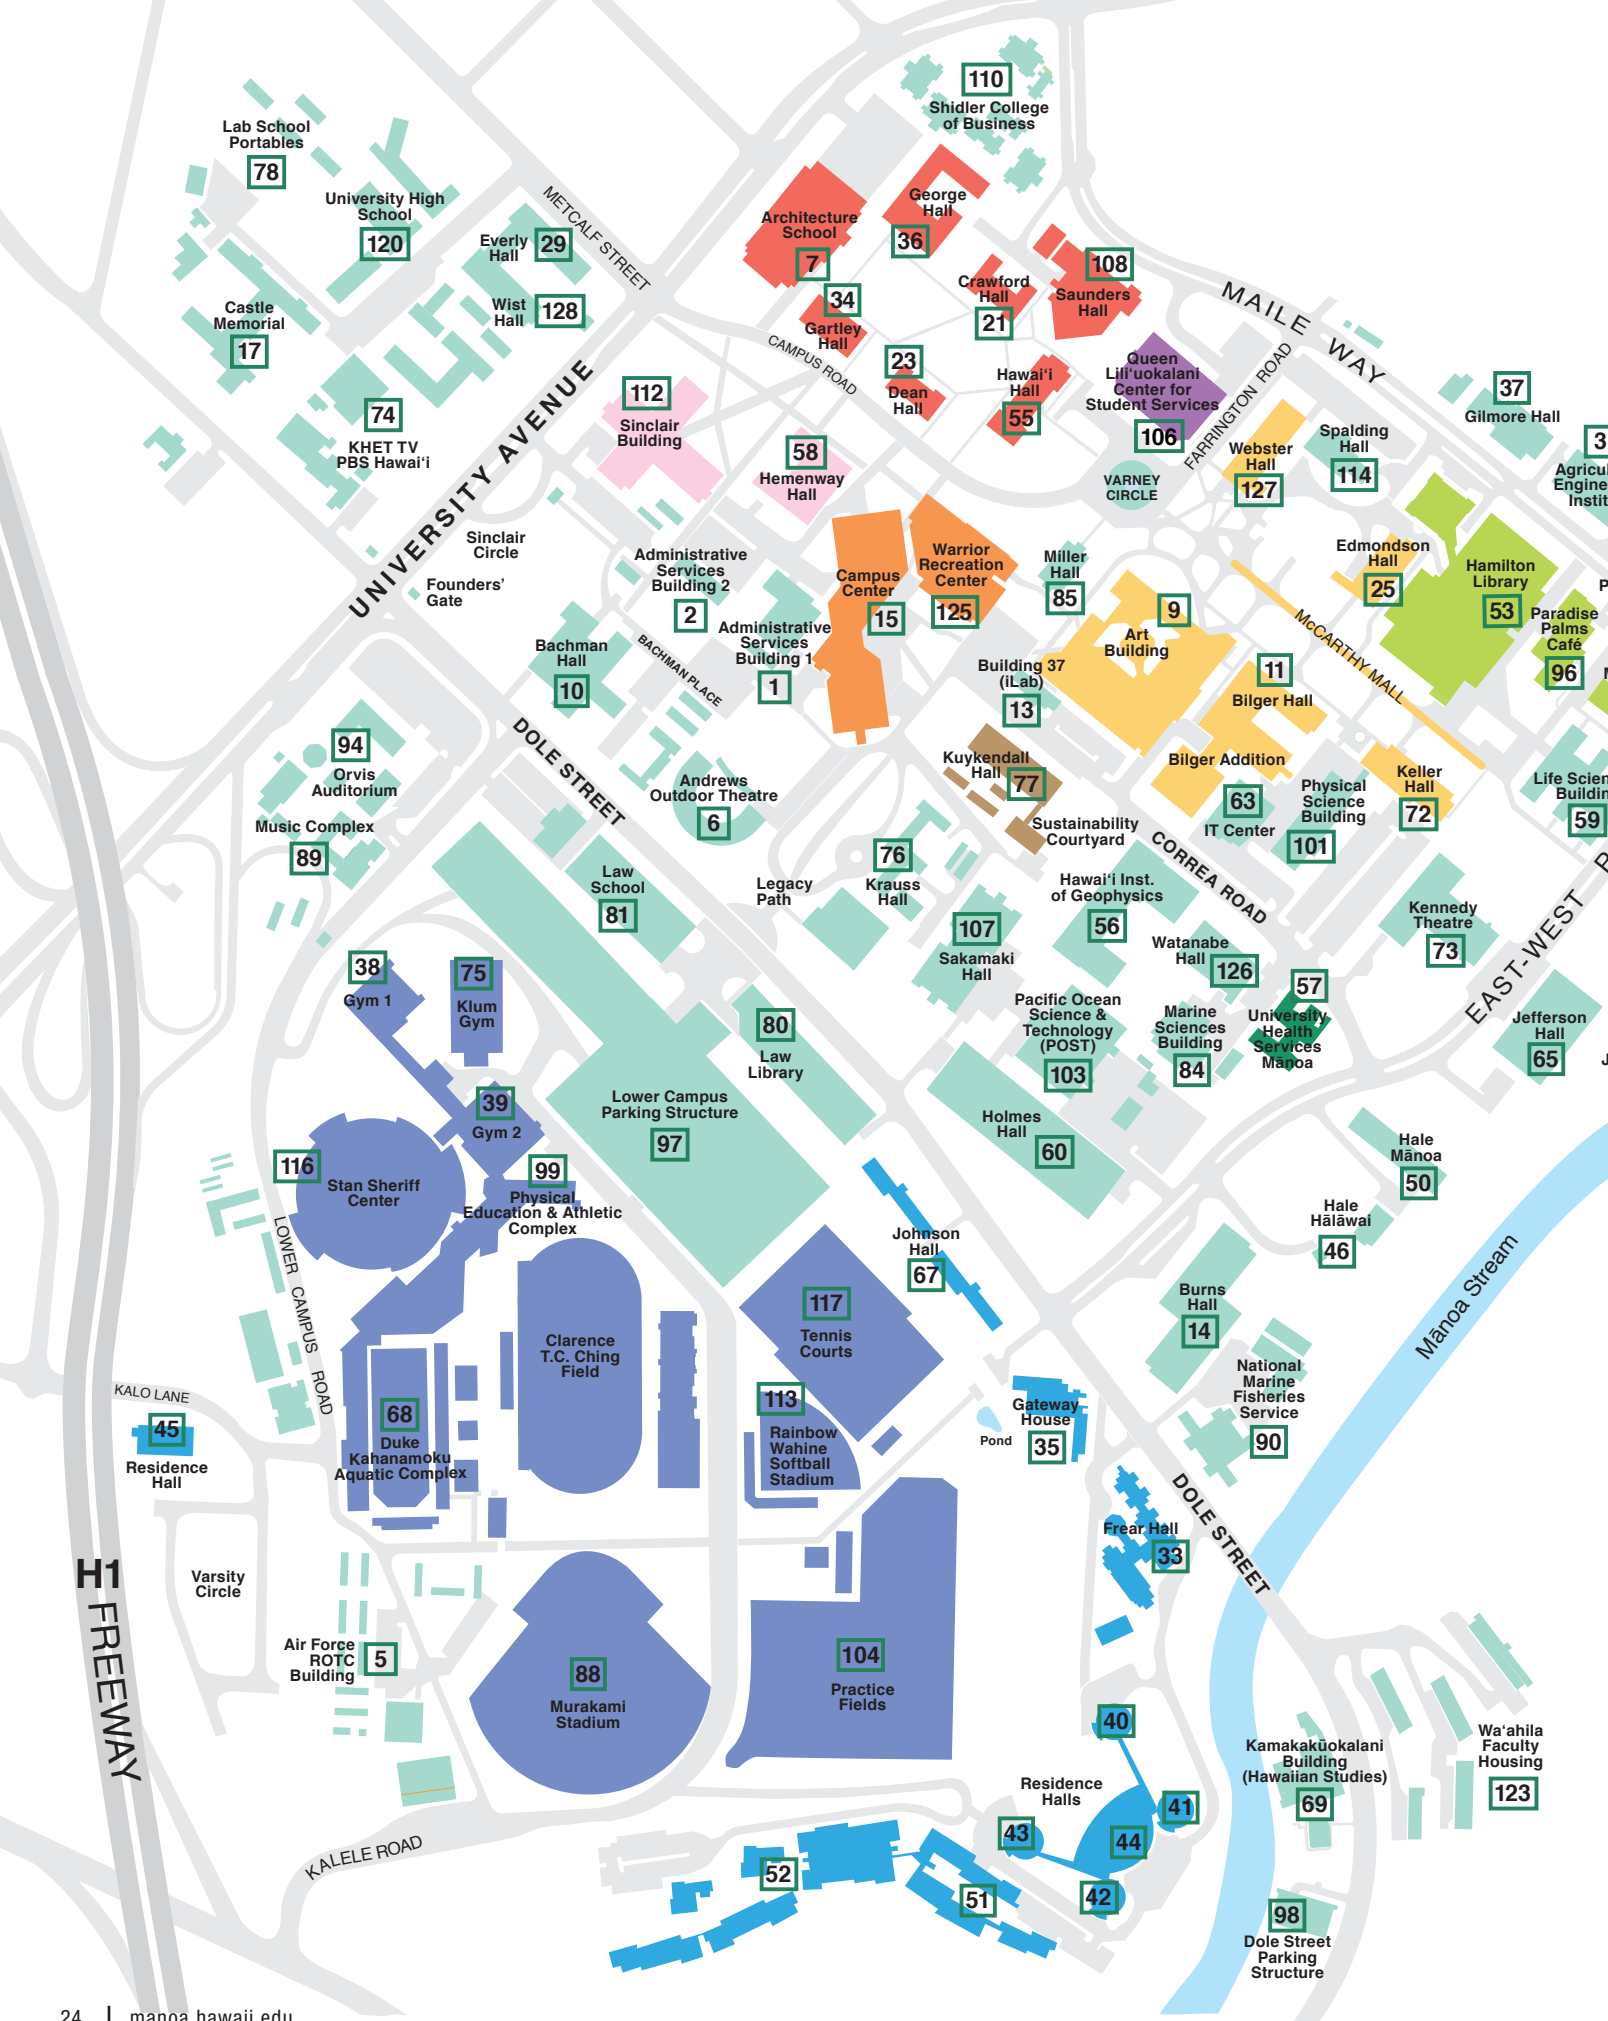 110
Shidler College
of Business
Lab School
Portables
78
University High
School
120
METCALF STREET
Everly
Hall
29
Wist
Hall
128
Castle
Memorial
17
74
KHET TV
PBS Hawai‘i
Architecture
School
7
George
Hall
36
34
Gartley
Hall
CAMPUS ROAD
Crawford
Hall
21
108
Saunders
Hall
MAILE WAY
23
Dean
Hall
Hawai‘i
Hall
55
Queen
Lili‘uokalani
Center for
Student Services
106
FARRINGTON ROAD
VARNEY
CIRCLE
Webster
Hall
127
Spalding
Hall
114
37
Gilmore Hall
3
Agricul
Engine
Instit
UNIVERSITY AVENUE
112
Sinclair
Building
58
Hemenway
Hall
Sinclair
Circle
Founders’
Gate
Administrative
Services
Building 2
2
Administrative
Services
Building 1
1
Campus
Center
15
Warrior
Recreation
Center
125
Miller
Hall
85
9
Art
Building
Edmondson
Hall
25
Hamilton
Library
53
P
Paradise
Palms
Café
96
McCARTHY MALL
11
Bilger Hall
Bilger Addition
Building 37
(iLab)
13
Bachman
Hall
10
BACHMAN PLACE
DOLE STREET
94
Orvis
Auditorium
Music Complex
89
Andrews
Outdoor Theatre
6
Kuykendall
Hall
77
Sustainability
Courtyard
63
IT Center
Physical
Science
Building
101
Keller
Hall
72
Life Scien
Buildin
59
CORREA ROAD
Law
School
81
Legacy
Path
76
Krauss
Hall
Hawai‘i Inst.
of Geophysics
56
107
Sakamaki
Hall
Watanabe
Hall
126
Kennedy
Theatre
73
EAST-WEST
57
University
Health
Services
Mānoa
Jefferson
Hall
65
J
38
Gym 1
75
Klum
Gym
80
Law
Library
Pacific Ocean
Science &
Technology
(POST)
103
Marine
Sciences
Building
84
39
Gym 2
Lower Campus
Parking Structure
97
Holmes
Hall
60
Hale
Mānoa
50
Hale
Hālāwai
46
116
Stan Sheriff
Center
99
Physical
Education & Athletic
Complex
Johnson
Hall
67
Mānoa Stream
LOWER CAMPUS ROAD
Burns
Hall
14
117
Tennis
Courts
Clarence
T.C. Ching
Field
National
Marine
Fisheries
Service
90
KALO LANE
45
Residence
Hall
68
Duke
Kahanamoku
Aquatic Complex
113
Rainbow
Wahine
Softball
Stadium
Gateway
House
35
Pond
DOLE STREET
Frear Hall
33
H1 FREEWAY
Varsity
Circle
Air Force
ROTC
Building
5
88
Murakami
Stadium
104
Practice
Fields
40
Residence
Halls
41
43
44
42
Kamakakūokalani
Building
(Hawaiian Studies)
69
Wa‘ahila
Faculty
Housing
123
KALELE ROAD
52
51
98
Dole Street
Parking
Structure
24 | manoa.hawaii.edu